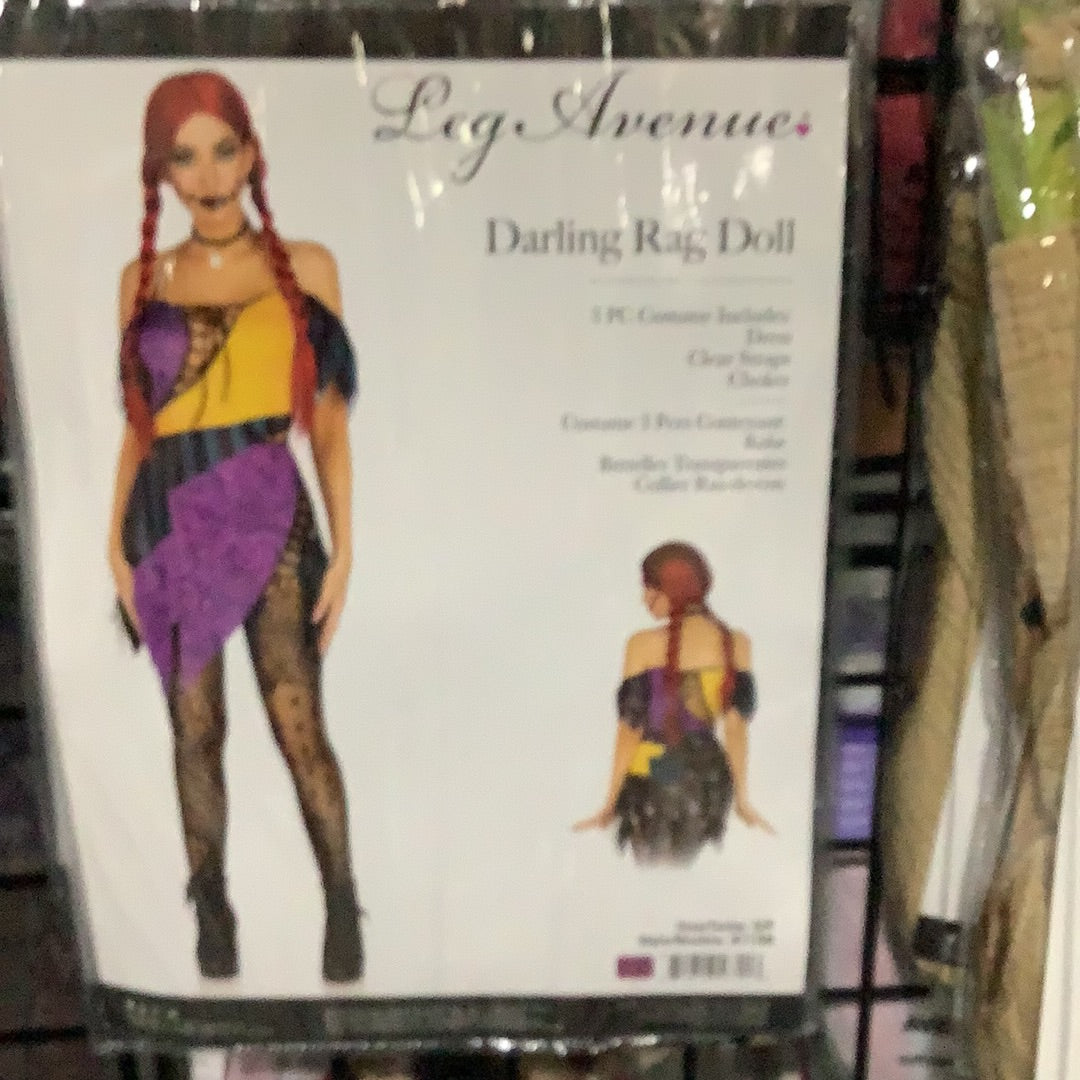 Leg Avenue
Darling Rag Doll
3 PC Costume Includes
Dress
Clear Straps
Choker
Costume 3 Pces Contenant
Robe
Bretelles Transparentes
Collier Ras-de-cou